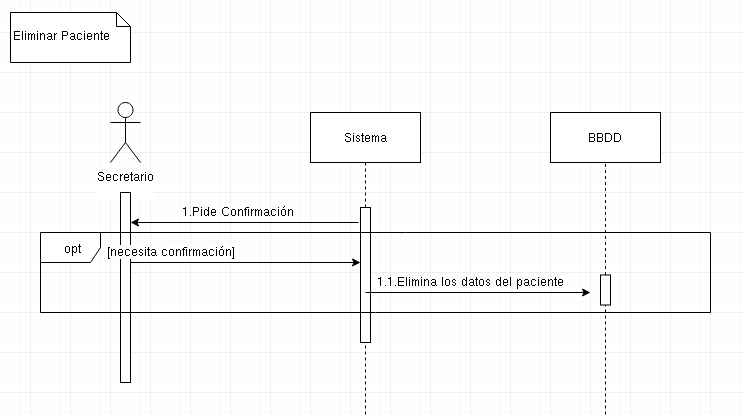 Eliminar Paciente
Secretario
Sistema
BBDD
1.Pide Confirmación
opt
[necesita confirmación]
1.1.Elimina los datos del paciente